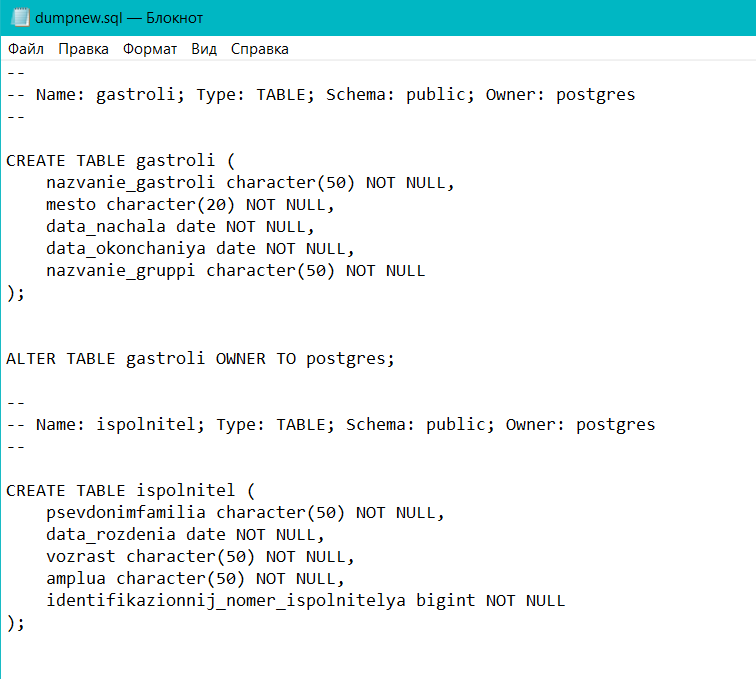 dumpnew.sql — Блокнот
Файл Правка Формат Вид Справка
--
-- Name: gastroli; Type: TABLE; Schema: public; Owner: postgres
--
CREATE TABLE gastroli (
    nazvanie_gastroli character(50) NOT NULL,
    mesto character(20) NOT NULL,
    data_nachala date NOT NULL,
    data_okonchaniya date NOT NULL,
    nazvanie_gruppi character(50) NOT NULL
);
ALTER TABLE gastroli OWNER TO postgres;
--
-- Name: ispolnitel; Type: TABLE; Schema: public; Owner: postgres
--
CREATE TABLE ispolnitel (
    psevdonimfamilia character(50) NOT NULL,
    data_rozdenia date NOT NULL,
    vozrast character(50) NOT NULL,
    amplua character(50) NOT NULL,
    identifikazionnij_nomer_ispolnitelya bigint NOT NULL
);